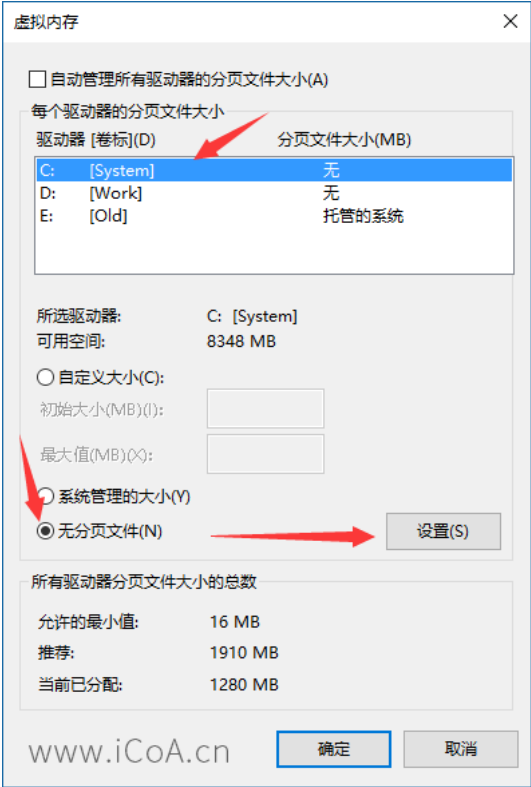 虚拟内存
自动管理所有驱动器的分页文件大小(A)
每个驱动器的分页文件大小
驱动器 [卷标](D) 分页文件大小(MB)
C: [System] 无
D: [Work] 无
E: [Old] 托管的系统
所选驱动器: C: [System]
可用空间: 8348 MB
自定义大小(C):
初始大小(MB)(I):
最大值(MB)(X):
系统管理的大小(Y)
无分页文件(N) 设置(S)
所有驱动器分页文件大小的总数
允许的最小值: 16 MB
推荐: 1910 MB
当前已分配: 1280 MB
www.iCoA.cn 确定 取消